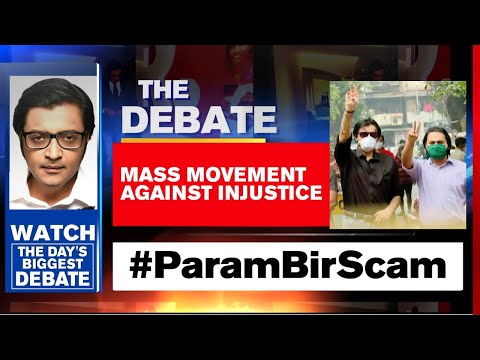 THE
DEBATE
MASS MOVEMENT
AGAINST INJUSTICE
WATCH
THE DAY'S
BIGGEST
DEBATE
#ParamBirScam